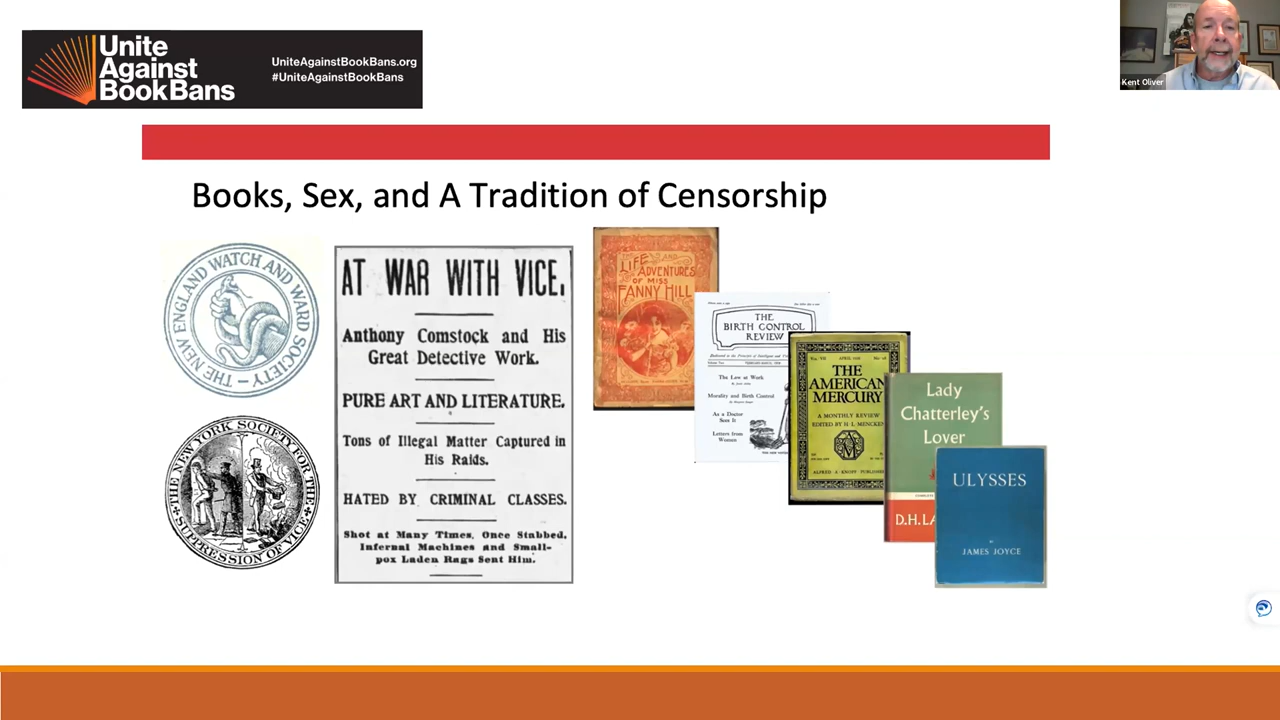 Unite
Against
BookBans
UniteAgainstBookBans.org
#UniteAgainstBookBans
Kent Oliver
Books, Sex, and A Tradition of Censorship
THE NEW ENGLAND WATCH AND WARD SOCIETY
THE NEW YORK SOCIETY FOR THE
SUPPRESSION OF VICE
AT WAR WITH VICE.
Anthony Comstock and His
Great Detective Work.
PURE ART AND LITERATURE.
Tons of Illegal Matter Captured in
His Raids.
HATED BY CRIMINAL CLASSES.
Shot at Many Times, Once Stabbed,
Infernal Machines and Small-
pox Laden Rags Sent Him.
LIFE AND
ADVENTURES
OF MISS
FANNY HILL
THE
BIRTH CONTROL
REVIEW
The Law at Work
Morality and Birth Control
As a Doctor
Sees It
Letters from
Women
THE
AMERICAN
MERCURY
A MONTHLY REVIEW
EDITED BY H. L. MENCKEN
ALFRED A KNOPF PUBLISHER
Lady
Chatterley's
Lover
D.H. LA
ULYSSES
BY
JAMES JOYCE